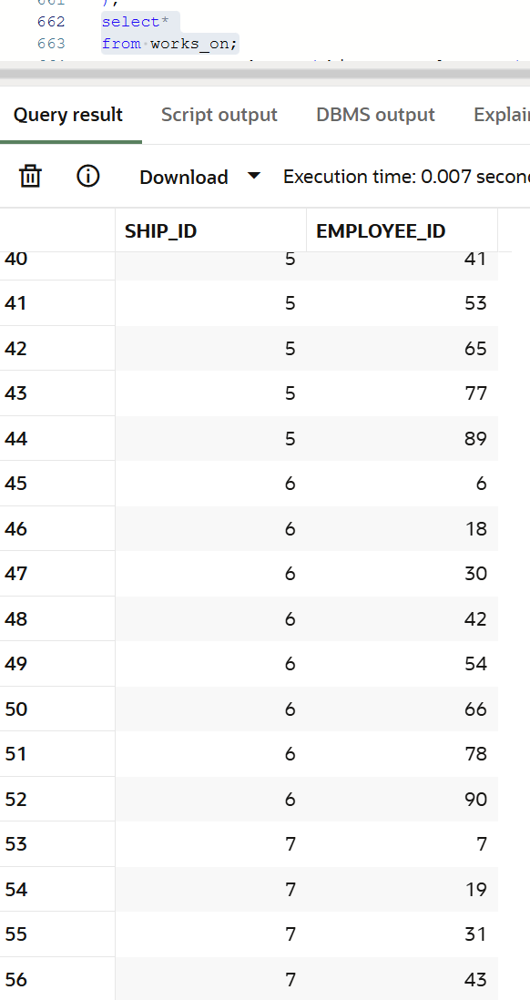 661 );
662 select*
663 from works_on;
Query result Script output DBMS output Explai
Download Execution time: 0.007 secon
SHIP_ID EMPLOYEE_ID
40 5 41
41 5 53
42 5 65
43 5 77
44 5 89
45 6 6
46 6 18
47 6 30
48 6 42
49 6 54
50 6 66
51 6 78
52 6 90
53 7 7
54 7 19
55 7 31
56 7 43